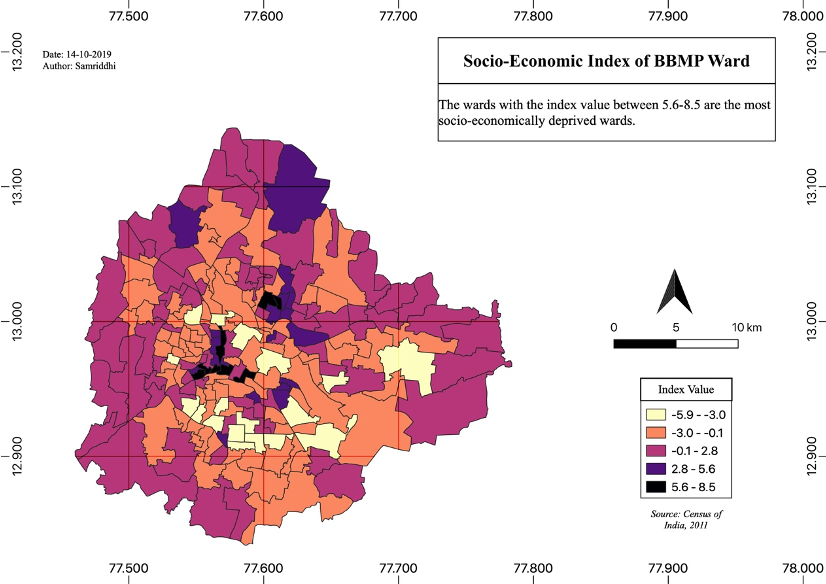 77.500 77.600 77.700 77.800 77.900 78.000
13.200
13.200
Date: 14-10-2019
Author: Samriddhi
Socio-Economic Index of BBMP Ward
The wards with the index value between 5.6-8.5 are the most
socio-economically deprived wards.
13.100
13.100
13.000
13.000
0 5 10 km
Index Value
-5.9 - -3.0
-3.0 - -0.1
-0.1 - 2.8
2.8 - 5.6
5.6 - 8.5
12.900
12.900
Source: Census of
India, 2011
77.500 77.600 77.700 77.800 77.900 78.000